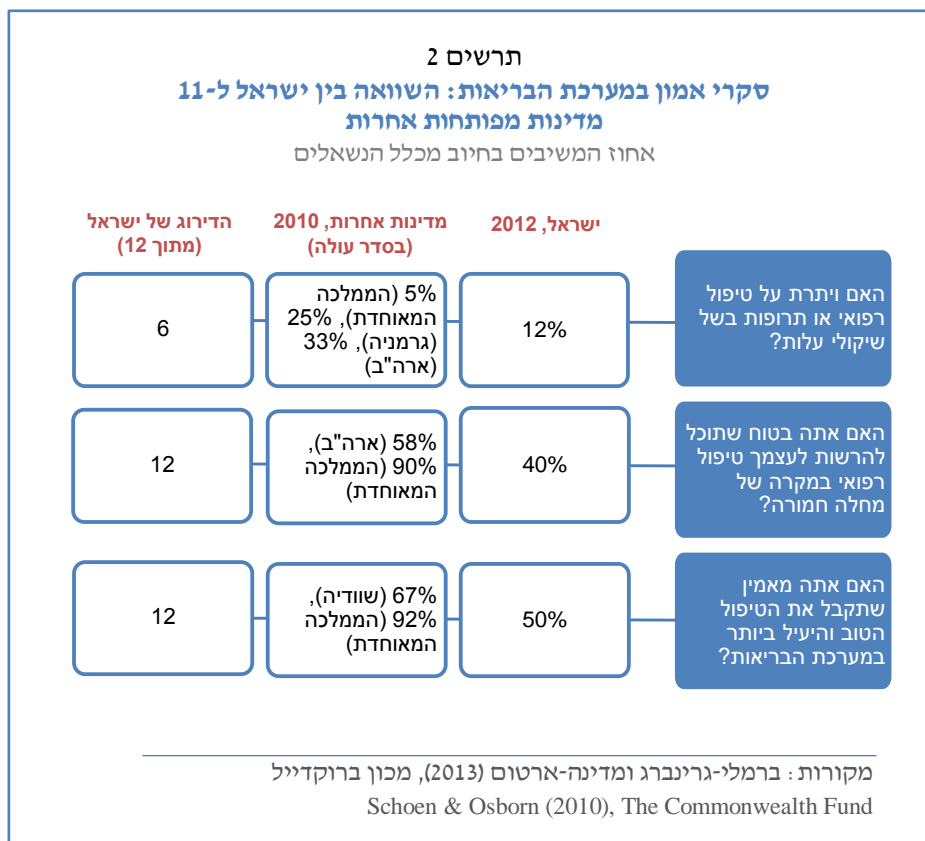 תרשים 2
סקרי אמון במערכת הבריאות: השוואה בין ישראל ל-11
מדינות מפותחות אחרות
אחוז המשיבים בחיוב מכלל הנשאלים
ישראל, 2012
מדינות אחרות, 2010
(בסדר עולה)
הדירוג של ישראל
(מתוך 12)
האם ויתרת על טיפול
רפואי או תרופות בשל
שיקולי עלות?
12%
5% (הממלכה
המאוחדת), 25%
(גרמניה), 33%
(ארה"ב)
6
האם אתה בטוח שתוכל
להרשות לעצמך טיפול
רפואי במקרה של
מחלה חמורה?
40%
58% (ארה"ב),
90% (הממלכה
המאוחדת)
12
האם אתה מאמין
שתקבל את הטיפול
הטוב והיעיל ביותר
במערכת הבריאות?
50%
67% (שוודיה),
92% (הממלכה
המאוחדת)
12
מקורות: ברמלי-גרינברג ומדינה-ארטום (2013), מכון ברוקדייל
Schoen & Osborn (2010), The Commonwealth Fund